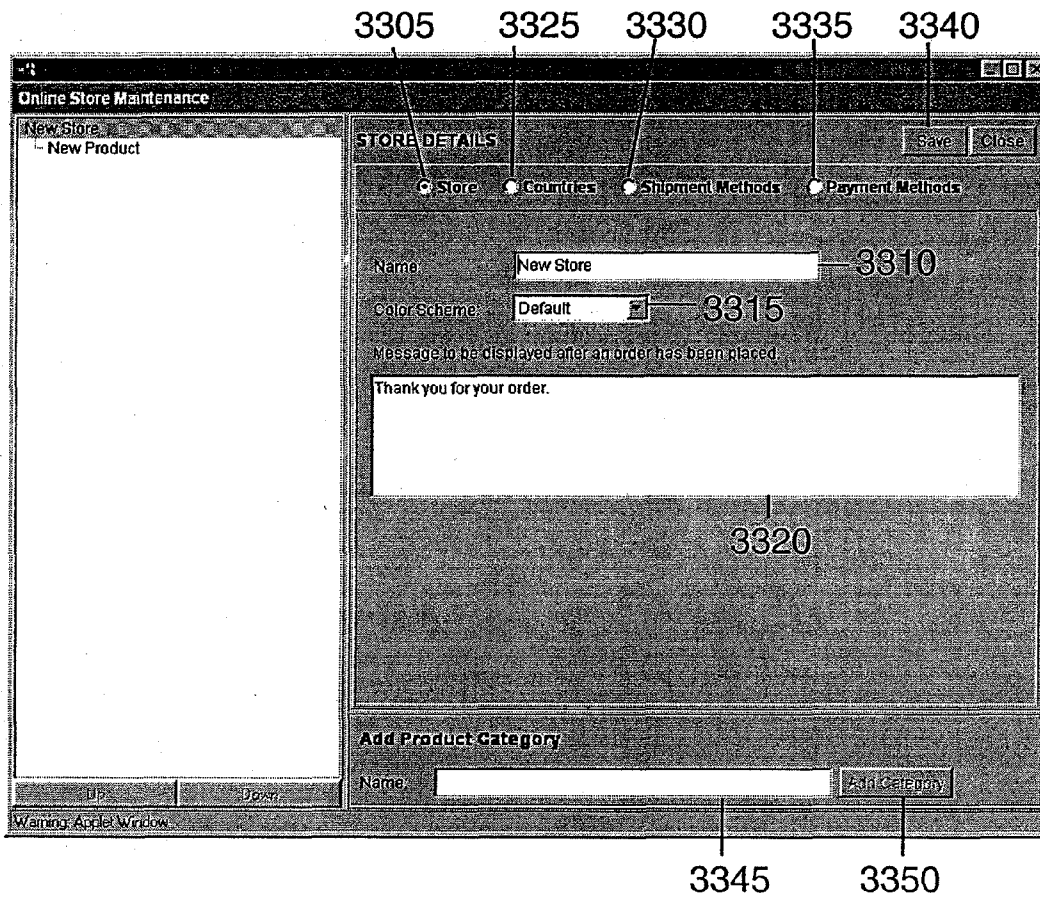 3305 3325 3330 3335 3340
Online Store Maintenance
New Store
New Product
STORE DETAILS
Save Close
Store Countries Shipment Methods Payment Methods
Name: New Store 3310
Color Scheme: Default 3315
Message to be displayed after an order has been placed.
Thank you for your order.
3320
Add Product Category
Name: Add Category
Up Down
Warning: Applet Window
3345 3350